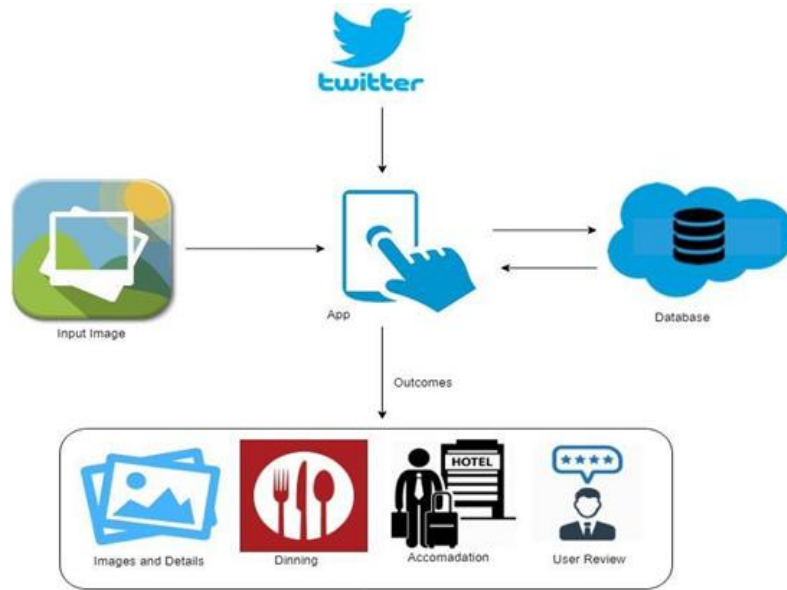 twitter
Input Image
App
Database
Outcomes
HOTEL
Images and Details
Dinning
Accomadation
User Review